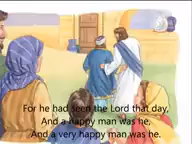 For he had seen the Lord that day,
And a happy man was he,
And a very happy man was he.